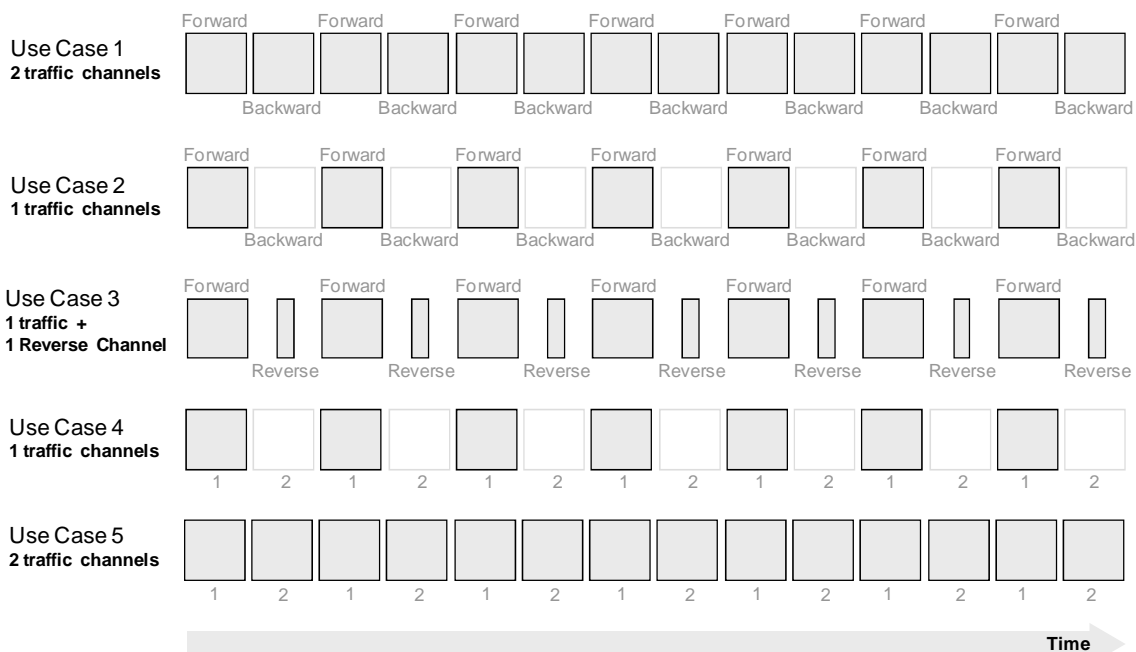 Forward Forward Forward Forward Forward Forward Forward
Use Case 1
2 traffic channels
Backward Backward Backward Backward Backward Backward Backward
Forward Forward Forward Forward Forward Forward Forward
Use Case 2
1 traffic channels
Backward Backward Backward Backward Backward Backward Backward
Forward Forward Forward Forward Forward Forward Forward
Use Case 3
1 traffic +
1 Reverse Channel
Reverse Reverse Reverse Reverse Reverse Reverse Reverse
Use Case 4
1 traffic channels
1 2 1 2 1 2 1 2 1 2 1 2 1 2
Use Case 5
2 traffic channels
1 2 1 2 1 2 1 2 1 2 1 2 1 2
Time